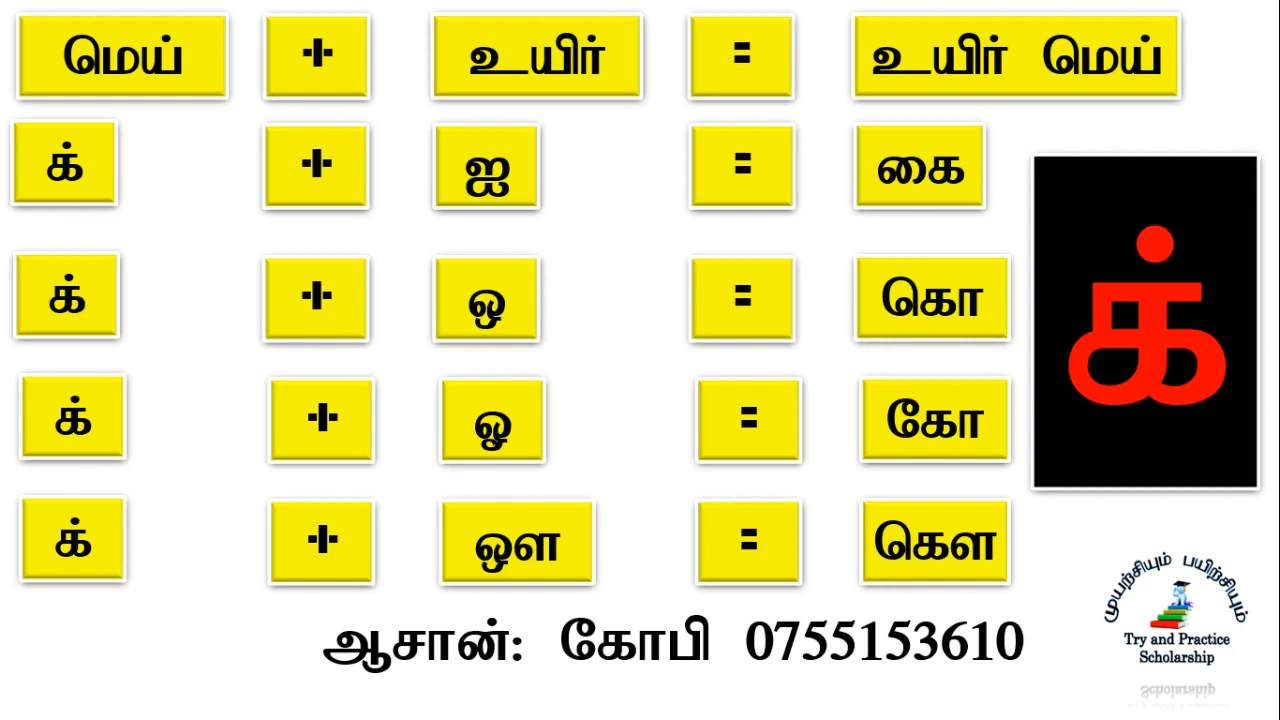 மெய் + உயிர் = உயிர் மெய்
க் + ஐ = கை
க் + ஒ = கொ
க் + ஓ = கோ
க் + ஔ = கௌ
க்
ஆசான்: கோபி 0755153610
முயற்சியும் பயிற்சியும்
Try and Practice
Scholarship